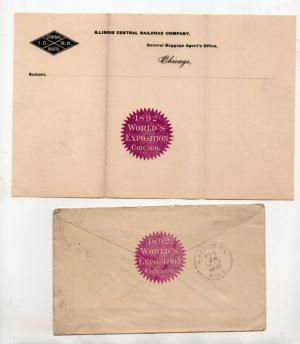 CENTRAL
I.C. R.R.
ROUTE
ILLINOIS CENTRAL RAILROAD COMPANY.
General Baggage Agent's Office,
Chicago,
Subject,
1892
WORLD'S
EXPOSITION
CHICAGO.
1892
WORLD'S
EXPOSITION
CHICAGO.